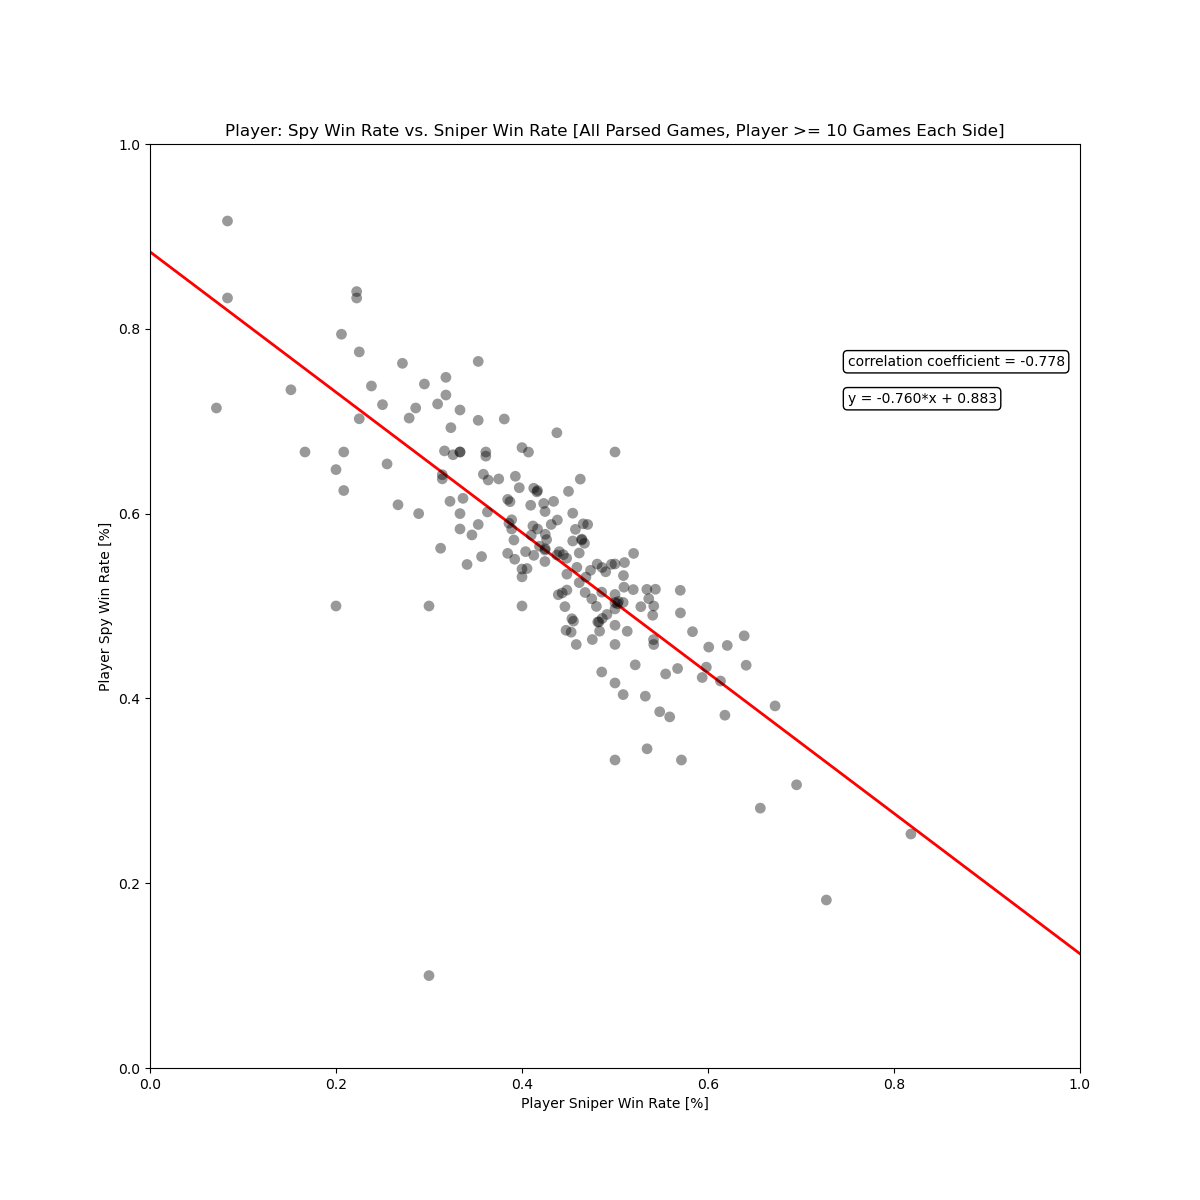 Player: Spy Win Rate vs. Sniper Win Rate [All Parsed Games, Player >= 10 Games Each Side]
1.0
0.8
0.6
0.4
0.2
0.0
Player Spy Win Rate [%]
correlation coefficient = -0.778
y = -0.760*x + 0.883
0.0 0.2 0.4 0.6 0.8 1.0
Player Sniper Win Rate [%]